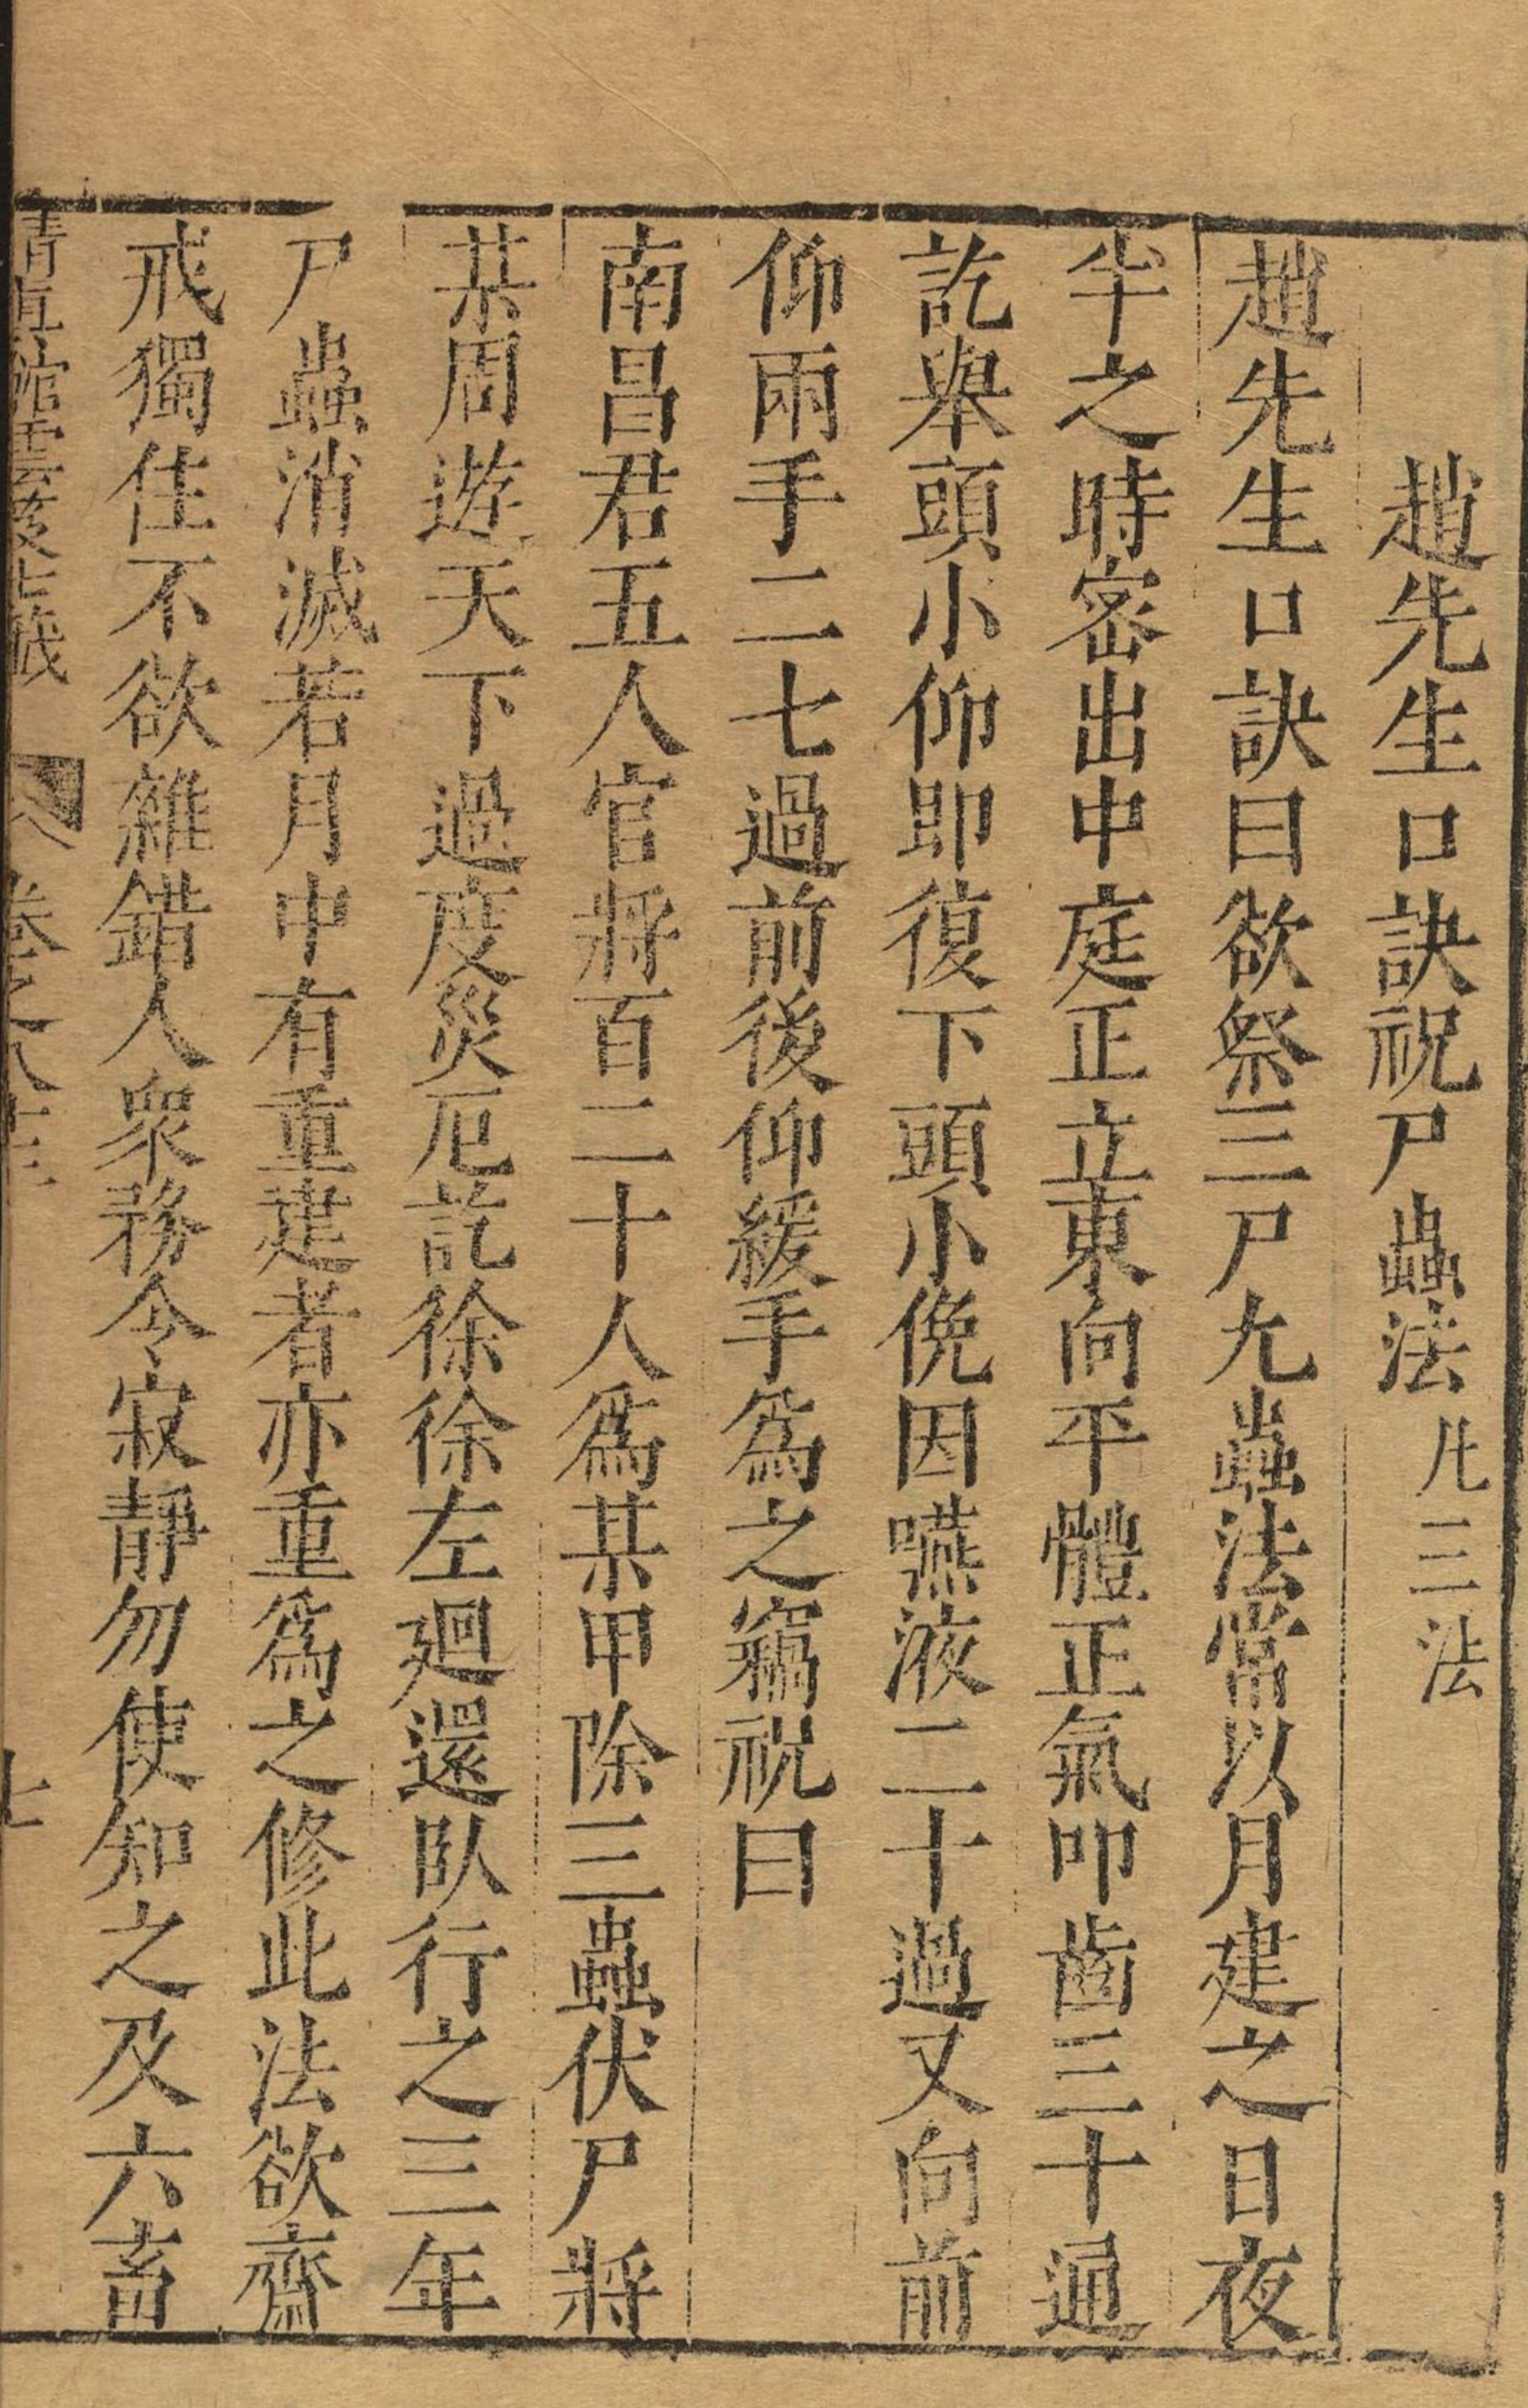 趙先生口訣祝尸蟲法凡三法
趙先生口訣曰欲祭三尸九蟲法常以月建之日夜
半之時密出中庭正立東向平體正氣叩齒三十通
訖舉頭小仰即復下頭小俛因嚥液二十過又向前
仰兩手二七過前後仰緩手爲之竊祝曰
南昌君五人官將百二十人爲某甲除三蟲伏尸將
某周遊天下過度災厄訖徐徐左迴還臥行之三年
尸蟲消滅若月中有重建者亦重爲之修此法欲齋
戒獨住不欲雜錯人衆務令寂靜勿使知之及六畜
清眞館雲笈七籤 卷之八十三 七